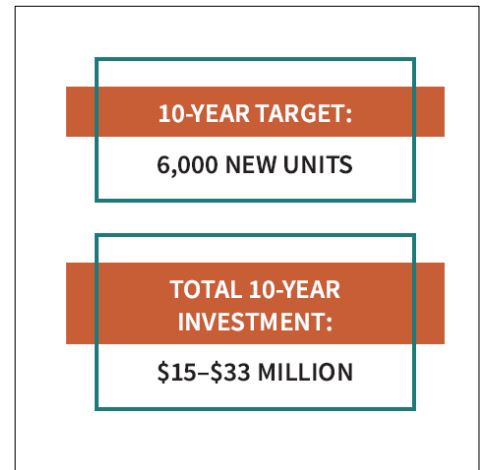 10-YEAR TARGET:
6,000 NEW UNITS
TOTAL 10-YEAR
INVESTMENT:
$15–$33 MILLION